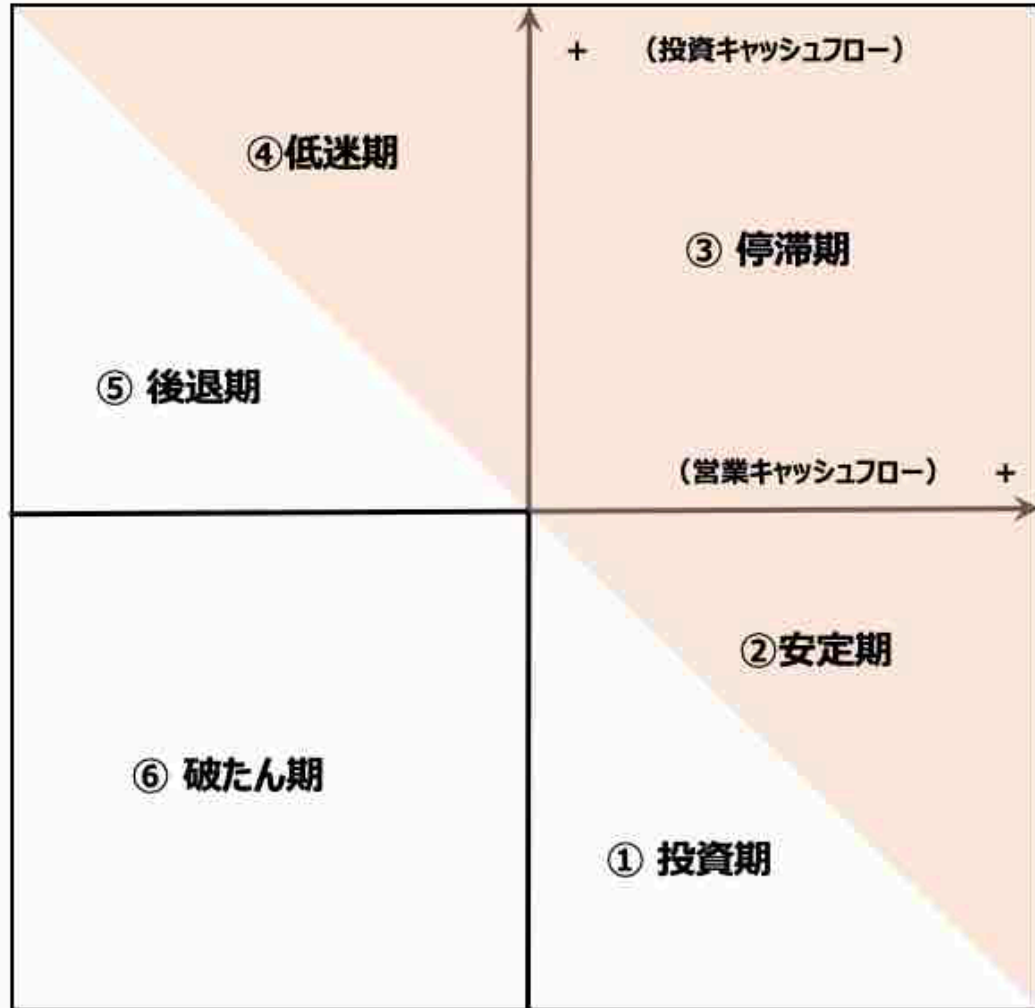 + （投資キャッシュフロー）
④低迷期
③ 停滞期
⑤ 後退期
（営業キャッシュフロー） +
②安定期
⑥ 破たん期
① 投資期